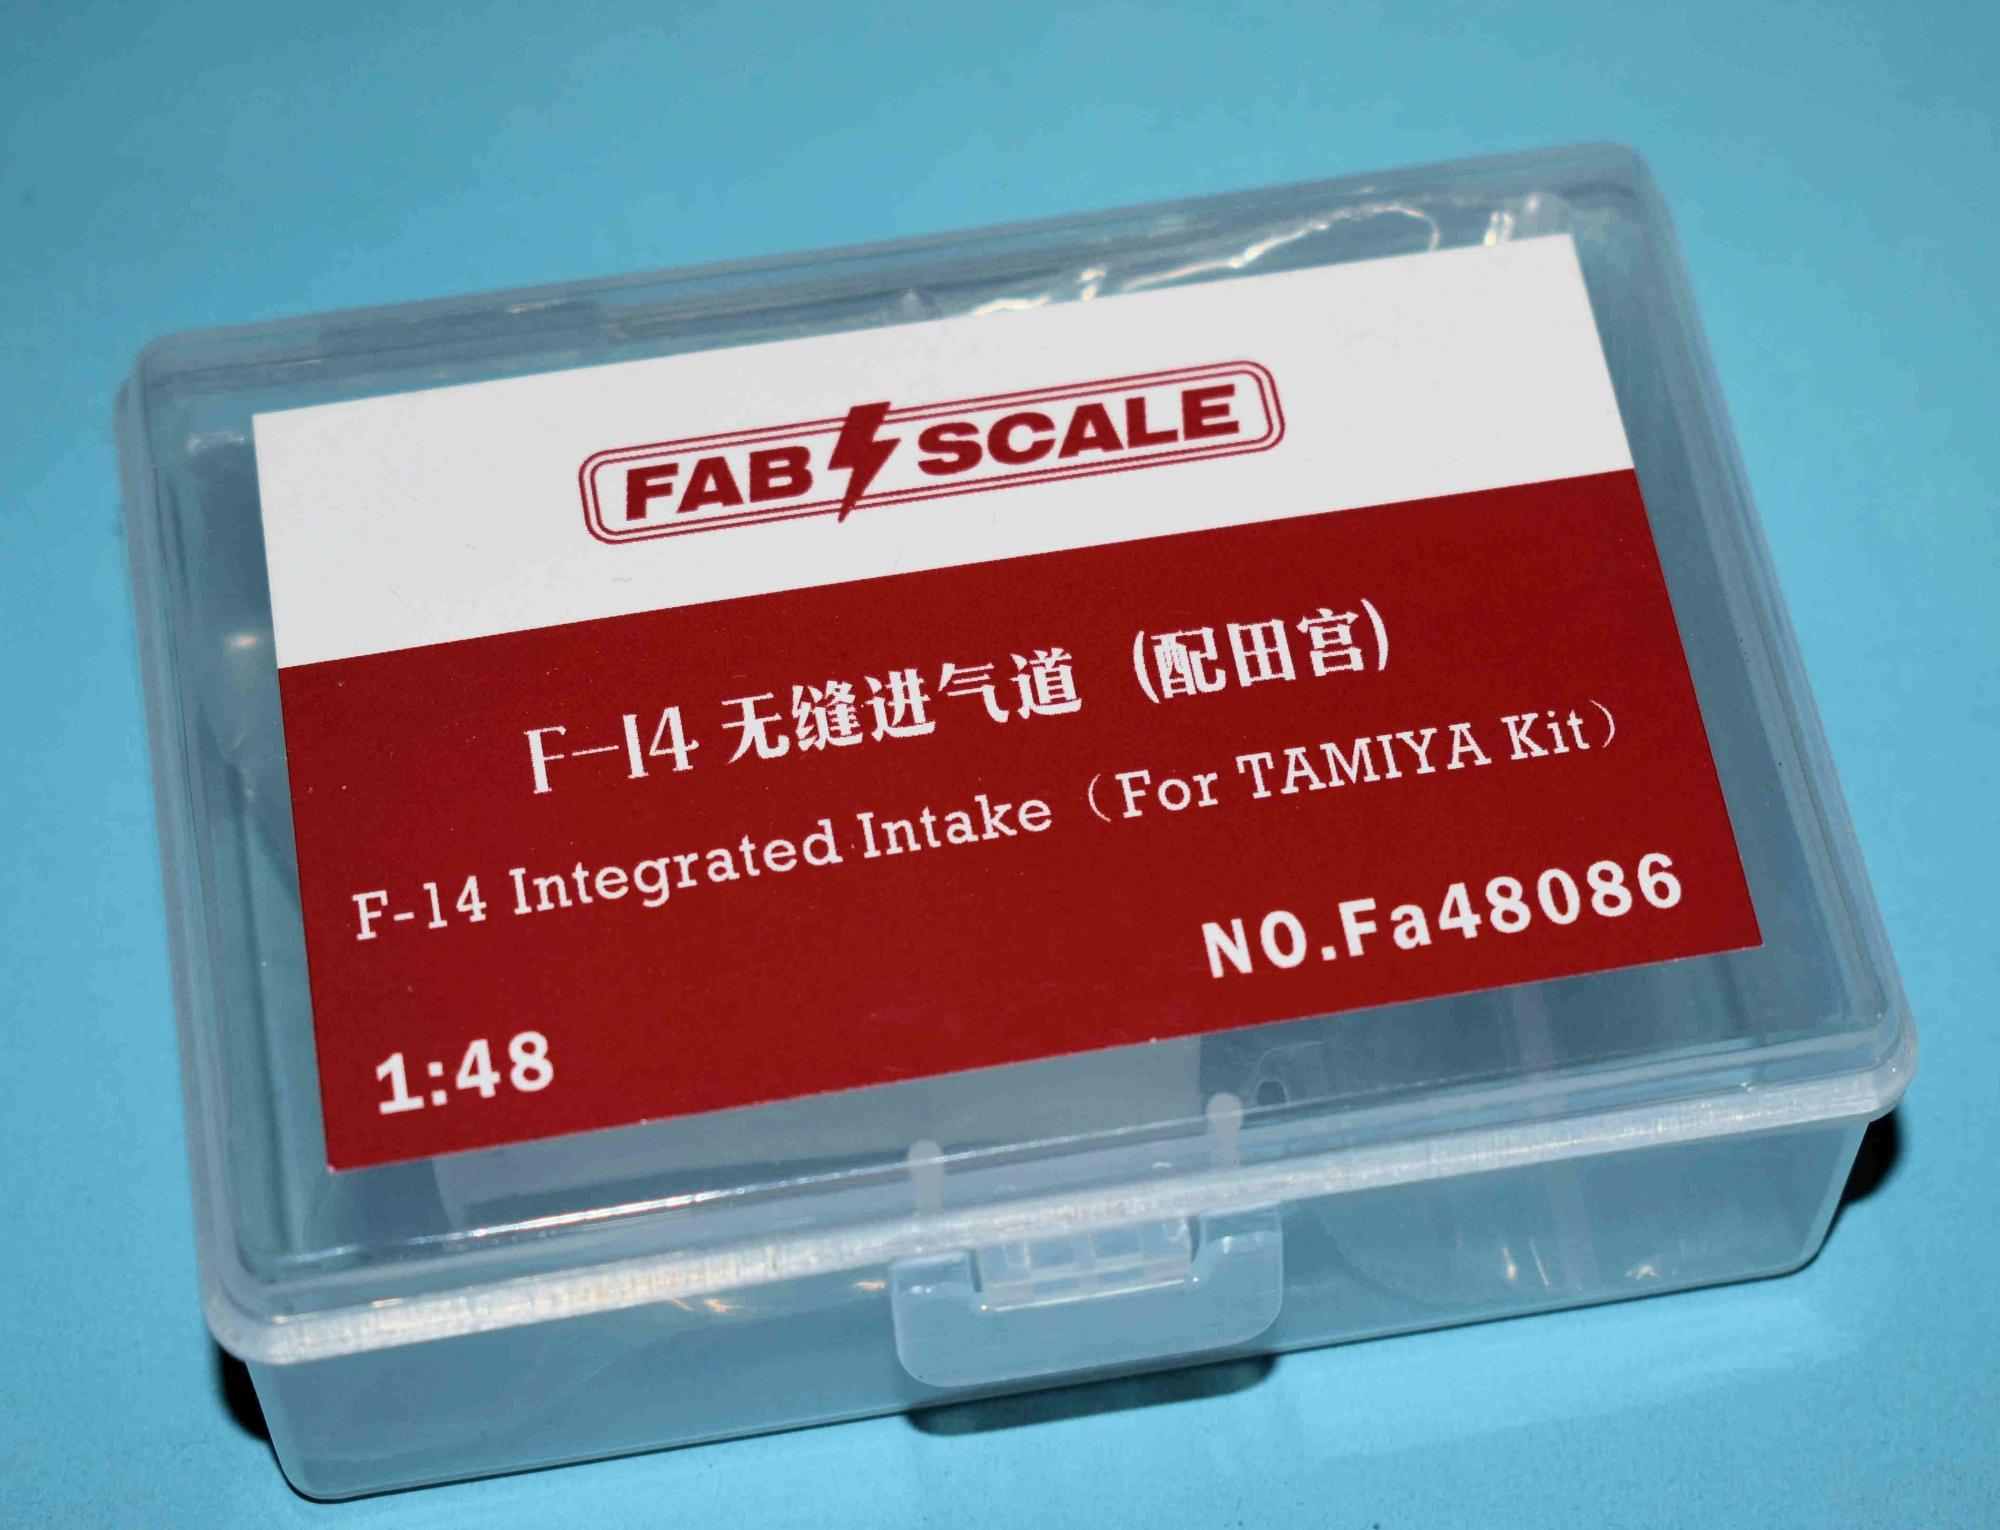 FAB SCALE
F-14 无缝进气道 (配田宫)
F-14 Integrated Intake（For TAMIYA Kit）
NO.Fa48086
1:48